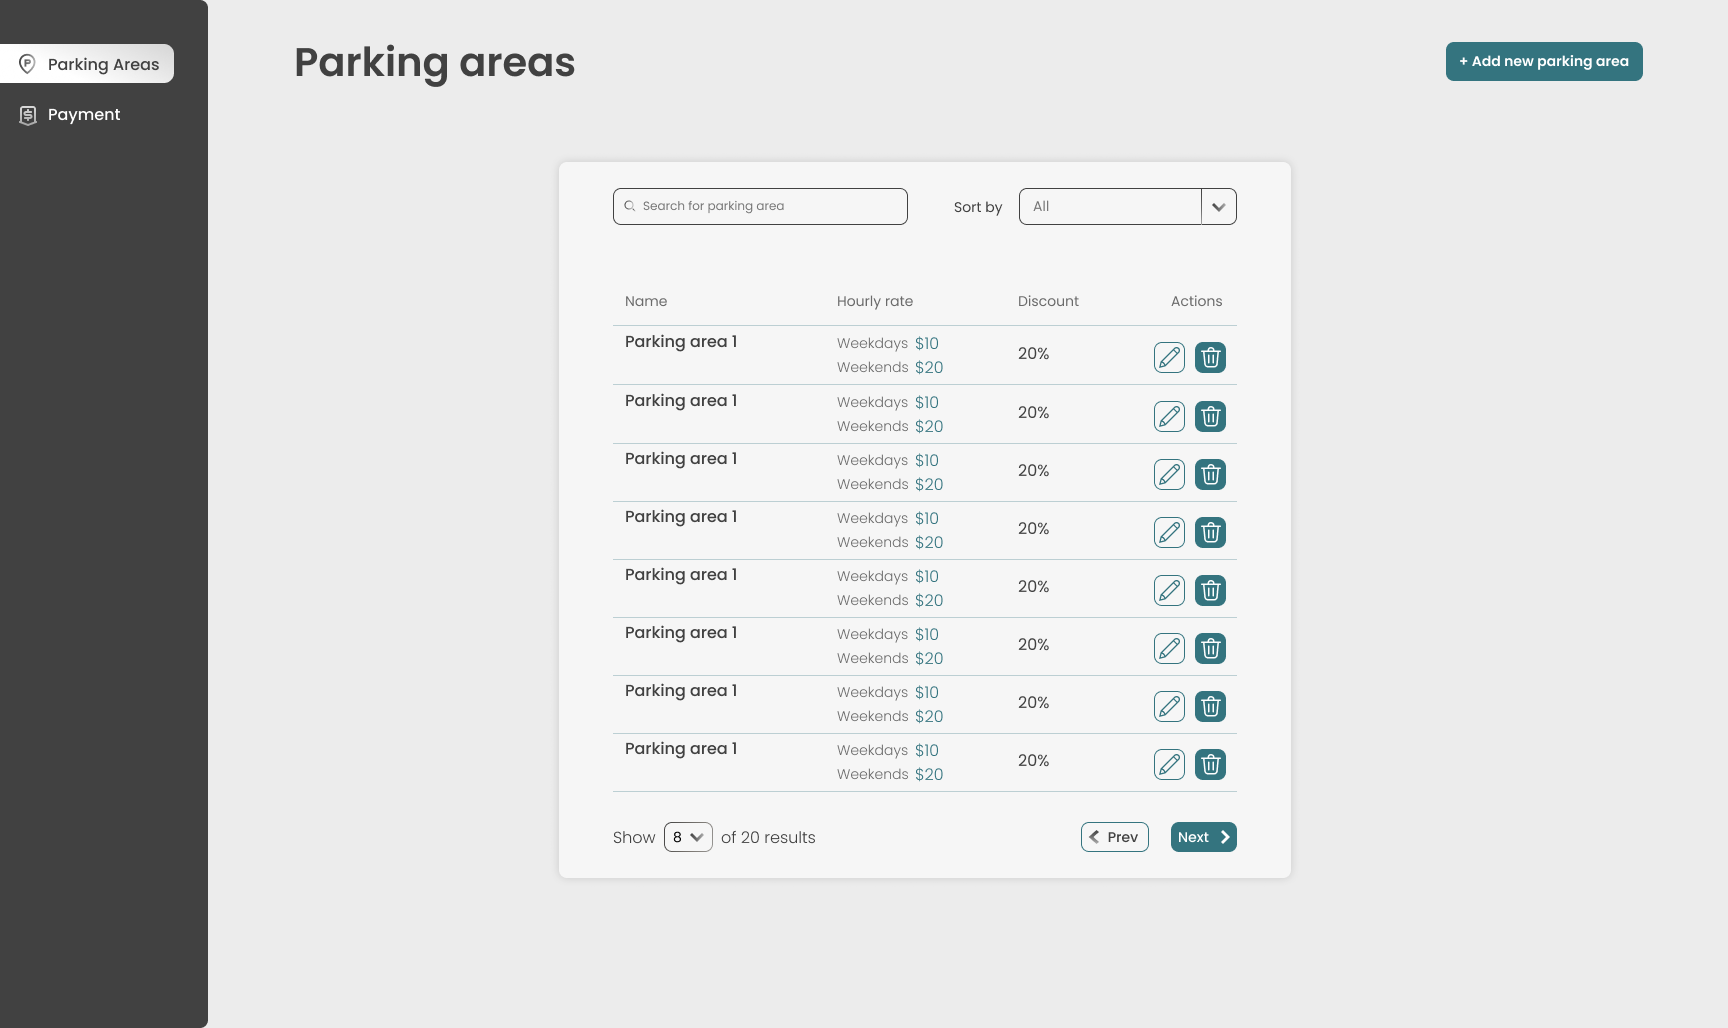 Parking Areas
Payment
Parking areas
+ Add new parking area
Search for parking area
Sort by
All
Name Hourly rate Discount Actions
Parking area 1 Weekdays $10 20%
Weekends $20
Parking area 1 Weekdays $10 20%
Weekends $20
Parking area 1 Weekdays $10 20%
Weekends $20
Parking area 1 Weekdays $10 20%
Weekends $20
Parking area 1 Weekdays $10 20%
Weekends $20
Parking area 1 Weekdays $10 20%
Weekends $20
Parking area 1 Weekdays $10 20%
Weekends $20
Parking area 1 Weekdays $10 20%
Weekends $20
Show 8 of 20 results
Prev
Next